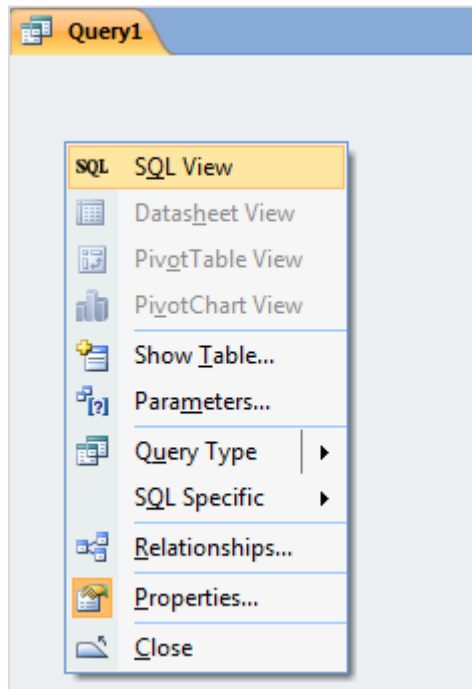 Query1
SQL SQL View
Datasheet View
PivotTable View
PivotChart View
Show Table...
[?] Parameters...
Query Type
SQL Specific
Relationships...
Properties...
Close